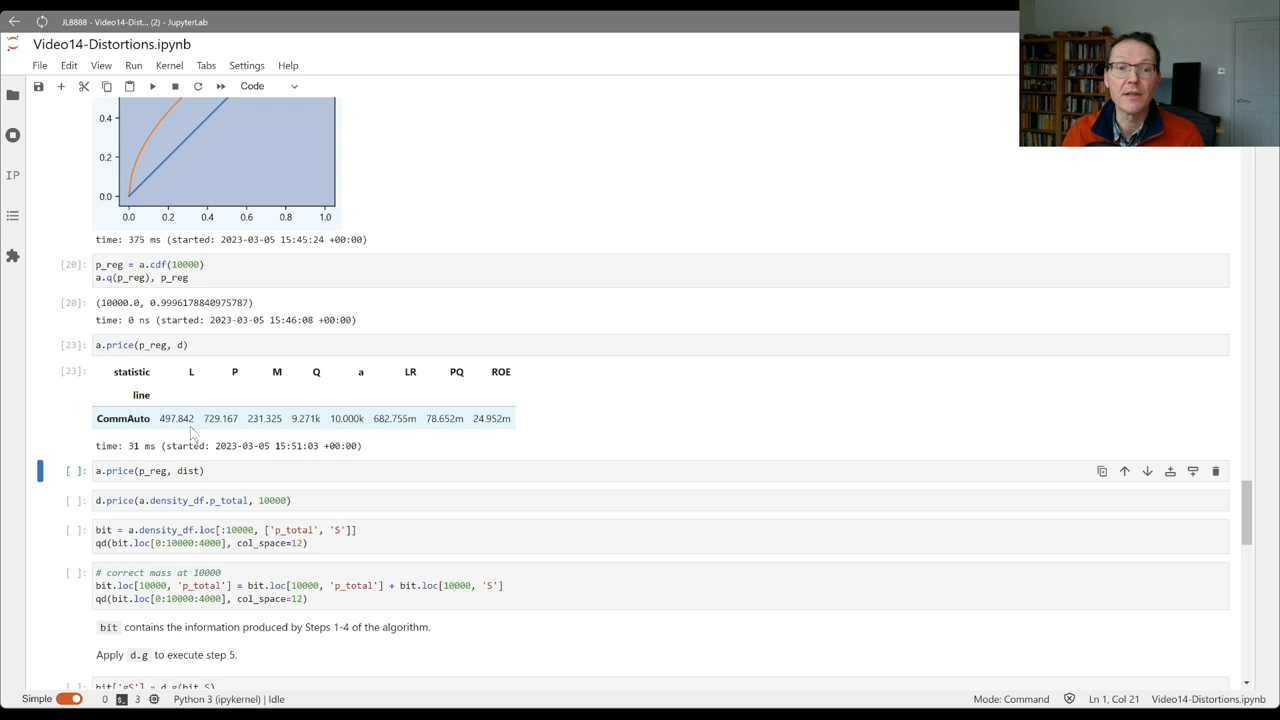 JL8888 - Video14-Dist... (2) - JupyterLab
Video14-Distortions.ipynb
File Edit View Run Kernel Tabs Settings Help
Code
0.4
0.2
0.0
0.0 0.2 0.4 0.6 0.8 1.0
time: 375 ms (started: 2023-03-05 15:45:24 +00:00)
[20]: p_reg = a.cdf(10000)
a.q(p_reg), p_reg
[20]: (10000.0, 0.9996178840975787)
time: 0 ns (started: 2023-03-05 15:46:08 +00:00)
[23]: a.price(p_reg, d)
[23]: statistic L P M Q a LR PQ ROE
line
CommAuto 497.842 729.167 231.325 9.271k 10.000k 682.755m 78.652m 24.952m
time: 31 ms (started: 2023-03-05 15:51:03 +00:00)
[ ]: a.price(p_reg, dist)
[ ]: d.price(a.density_df.p_total, 10000)
[ ]: bit = a.density_df.loc[:10000, ['p_total', 'S']]
qd(bit.loc[0:10000:4000], col_space=12)
[ ]: # correct mass at 10000
bit.loc[10000, 'p_total'] = bit.loc[10000, 'p_total'] + bit.loc[10000, 'S']
qd(bit.loc[0:10000:4000], col_space=12)
bit contains the information produced by Steps 1-4 of the algorithm.
Apply d.g to execute step 5.
bit['gS'] = d.g(bit.S)
Simple 0 3 Python 3 (ipykernel) | Idle Mode: Command Ln 1, Col 21 Video14-Distortions.ipynb
IP